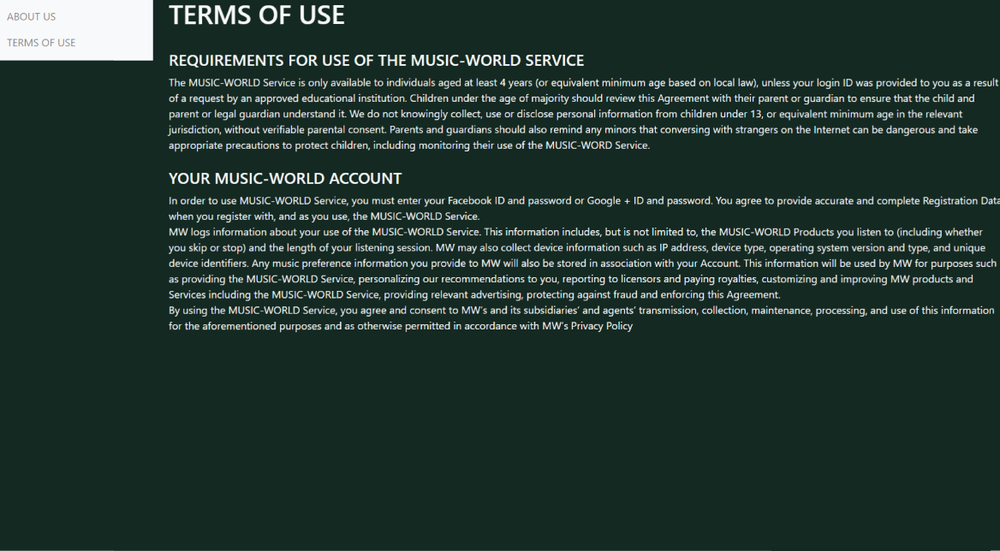 ABOUT US
TERMS OF USE
TERMS OF USE
REQUIREMENTS FOR USE OF THE MUSIC-WORLD SERVICE
The MUSIC-WORLD Service is only available to individuals aged at least 4 years (or equivalent minimum age based on local law), unless your login ID was provided to you as a result
of a request by an approved educational institution. Children under the age of majority should review this Agreement with their parent or guardian to ensure that the child and
parent or legal guardian understand it. We do not knowingly collect, use or disclose personal information from children under 13, or equivalent minimum age in the relevant
jurisdiction, without verifiable parental consent. Parents and guardians should also remind any minors that conversing with strangers on the Internet can be dangerous and take
appropriate precautions to protect children, including monitoring their use of the MUSIC-WORD Service.
YOUR MUSIC-WORLD ACCOUNT
In order to use MUSIC-WORLD Service, you must enter your Facebook ID and password or Google + ID and password. You agree to provide accurate and complete Registration Data
when you register with, and as you use, the MUSIC-WORLD Service.
MW logs information about your use of the MUSIC-WORLD Service. This information includes, but is not limited to, the MUSIC-WORLD Products you listen to (including whether
you skip or stop) and the length of your listening session. MW may also collect device information such as IP address, device type, operating system version and type, and unique
device identifiers. Any music preference information you provide to MW will also be stored in association with your Account. This information will be used by MW for purposes such
as providing the MUSIC-WORLD Service, personalizing our recommendations to you, reporting to licensors and paying royalties, customizing and improving MW products and
Services including the MUSIC-WORLD Service, providing relevant advertising, protecting against fraud and enforcing this Agreement.
By using the MUSIC-WORLD Service, you agree and consent to MW's and its subsidiaries' and agents' transmission, collection, maintenance, processing, and use of this information
for the aforementioned purposes and as otherwise permitted in accordance with MW's Privacy Policy